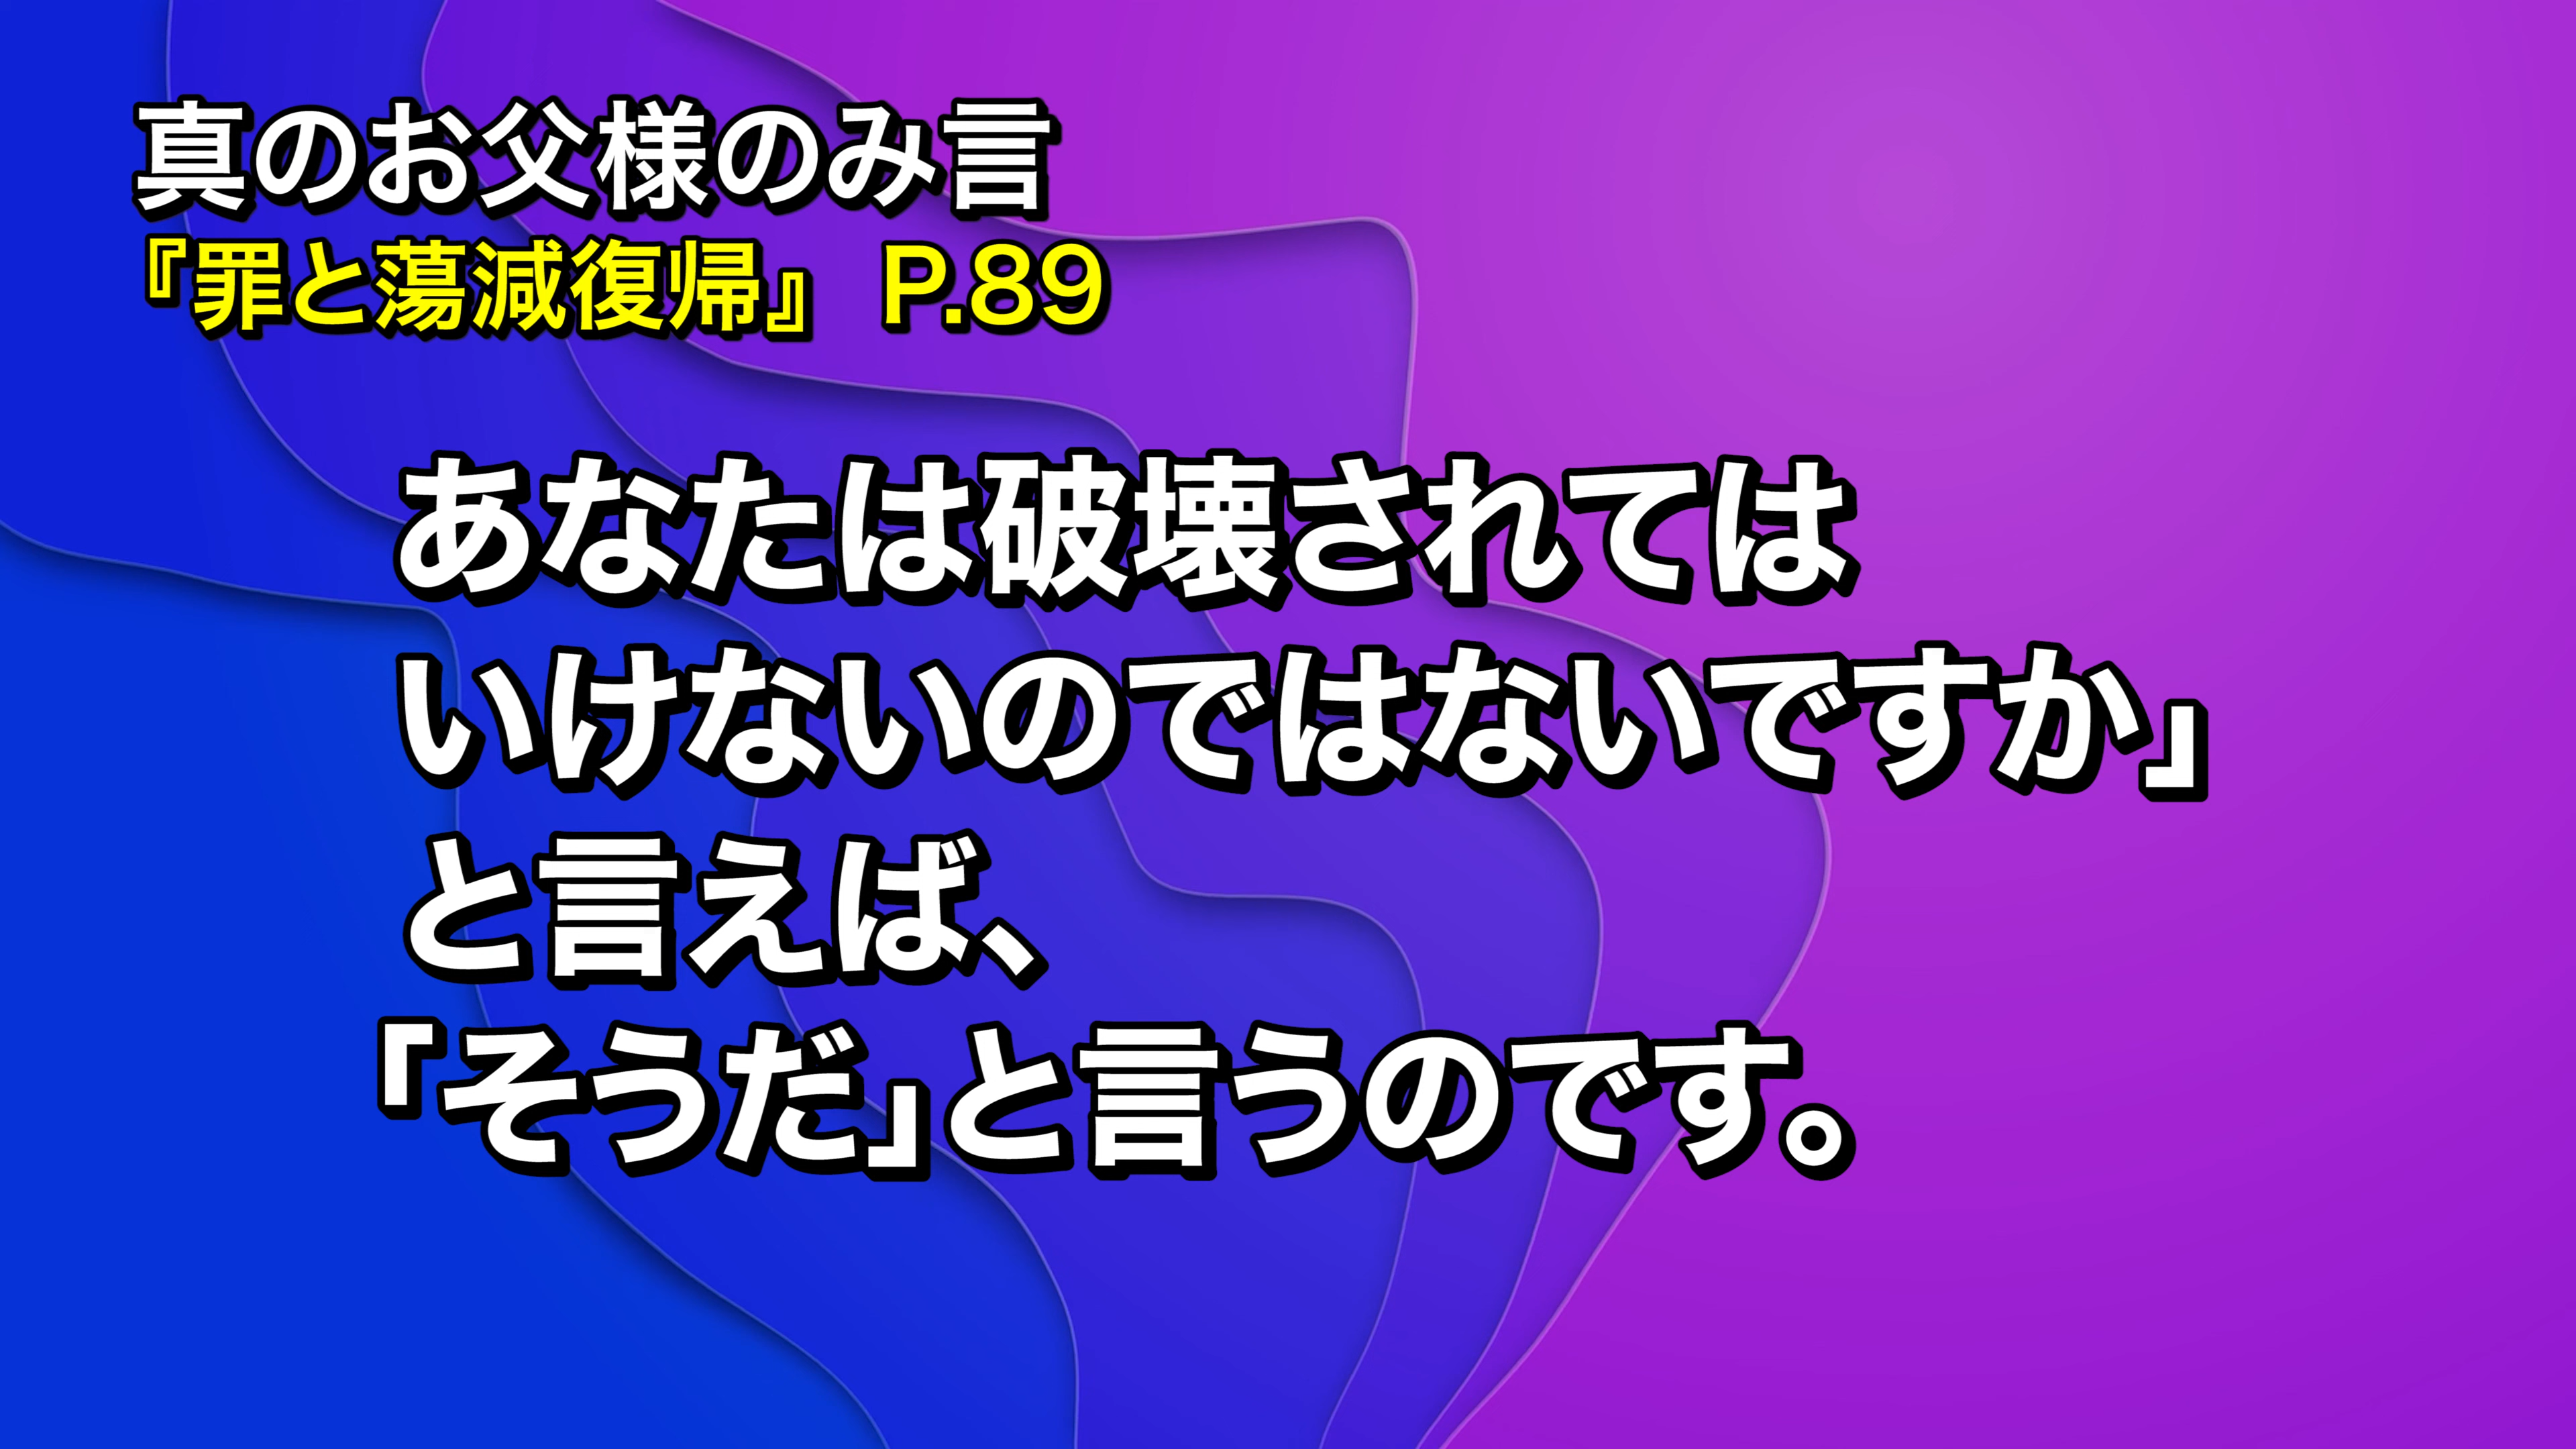 真のお父様のみ言
『罪と蕩減復帰』 P.89
あなたは破壊されては
いけないのではないですか」
と言えば、
「そうだ」と言うのです。